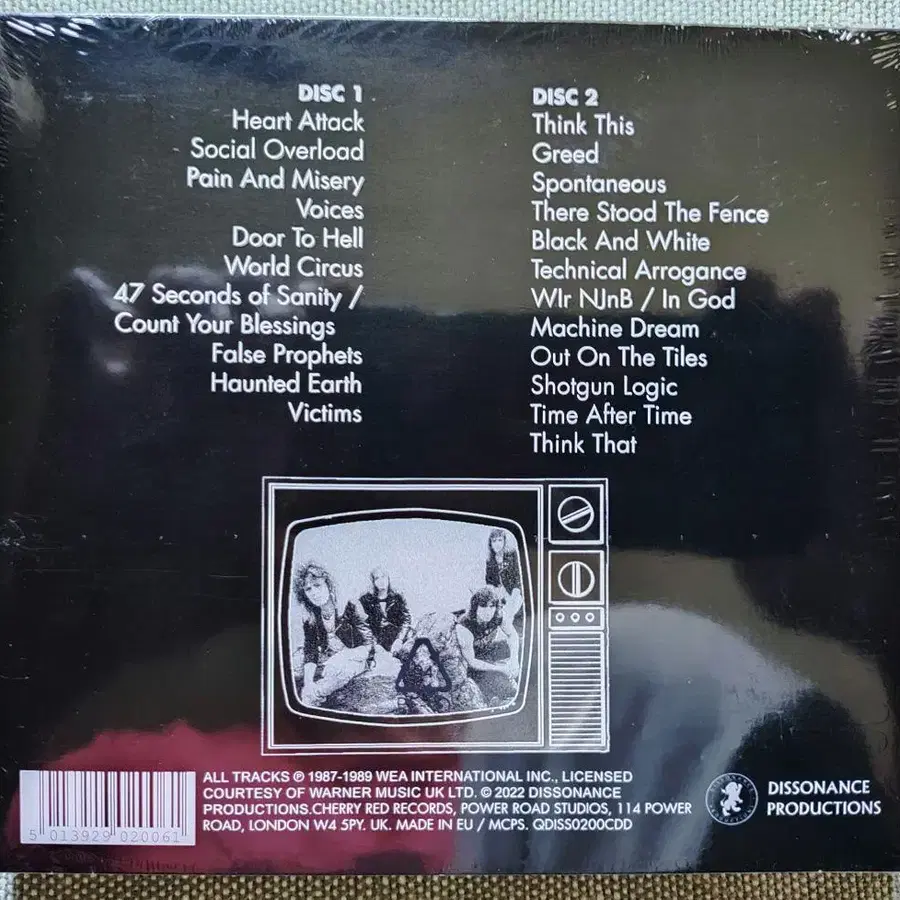 DISC 1
Heart Attack
Social Overload
Pain And Misery
Voices
Door To Hell
World Circus
47 Seconds of Sanity /
Count Your Blessings
False Prophets
Haunted Earth
Victims
DISC 2
Think This
Greed
Spontaneous
There Stood The Fence
Black And White
Technical Arrogance
WIr NJnB / In God
Machine Dream
Out On The Tiles
Shotgun Logic
Time After Time
Think That
5 013929 020061
ALL TRACKS ℗ 1987-1989 WEA INTERNATIONAL INC., LICENSED
COURTESY OF WARNER MUSIC UK LTD. © 2022 DISSONANCE
PRODUCTIONS.CHERRY RED RECORDS, POWER ROAD STUDIOS, 114 POWER
ROAD, LONDON W4 5PY. UK. MADE IN EU / MCPS. QDISS0200CDD
DISSONANCE
PRODUCTIONS